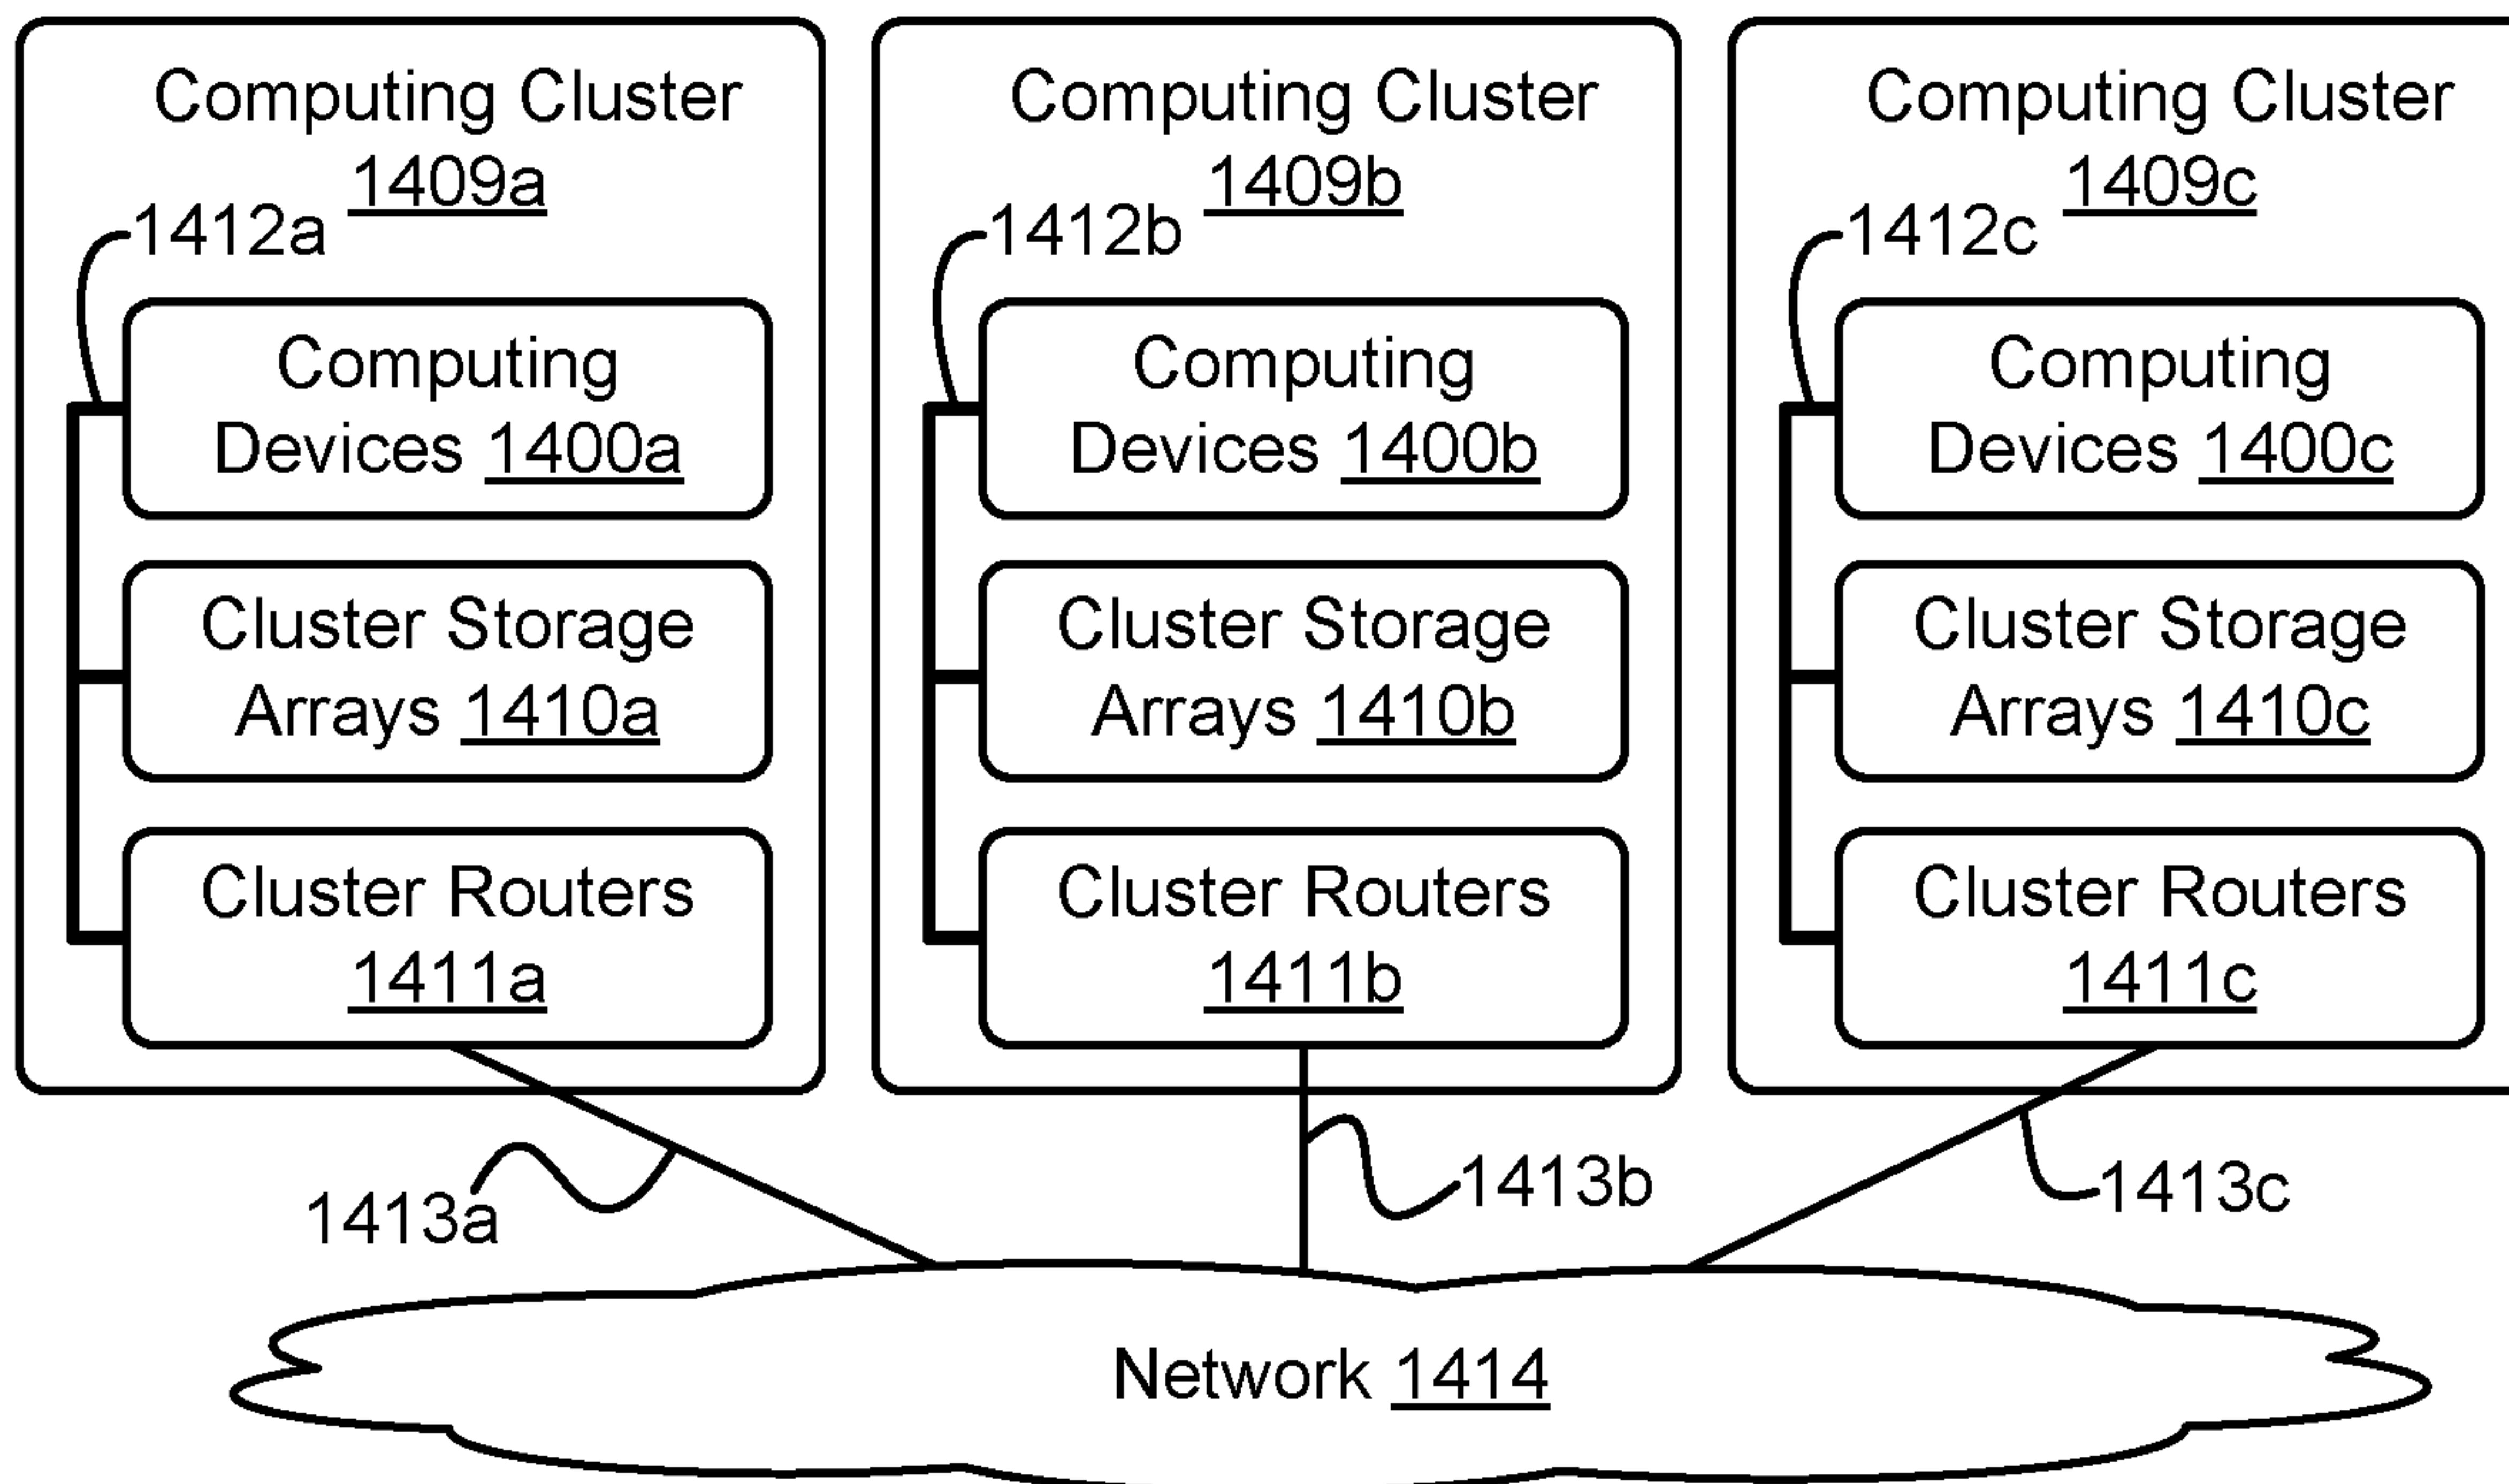 Computing Cluster
1409a
1412a
Computing
Devices 1400a
Cluster Storage
Arrays 1410a
Cluster Routers
1411a
Computing Cluster
1409b
1412b
Computing
Devices 1400b
Cluster Storage
Arrays 1410b
Cluster Routers
1411b
Computing Cluster
1409c
1412c
Computing
Devices 1400c
Cluster Storage
Arrays 1410c
Cluster Routers
1411c
1413a
1413b
1413c
Network 1414